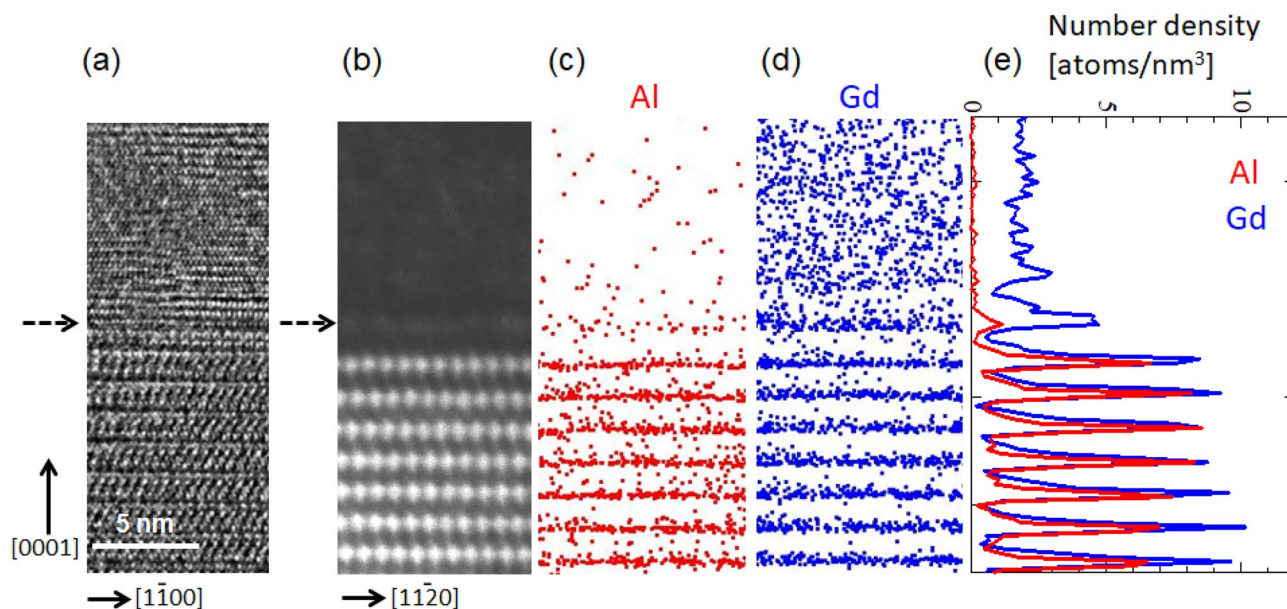 Number density
[atoms/nm³]
(a)
(b)
(c)
(d)
(e)
Al
Gd
0
5
10
Al
Gd
5 nm
[0001]
[11̄00]
[112̄0]